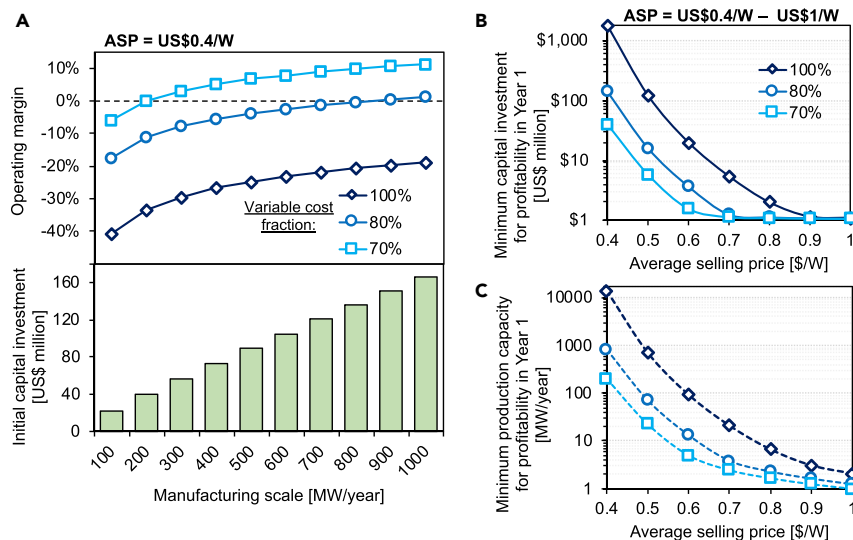 A
ASP = US$0.4/W
Operating margin
10%
0%
-10%
-20%
-30%
-40%
Variable cost
fraction:
100%
80%
70%
Initial capital investment
[US$ million]
160
120
80
40
0
100
200
300
400
500
600
700
800
900
1000
Manufacturing scale [MW/year]
B
ASP = US$0.4/W – US$1/W
Minimum capital investment
for profitability in Year 1
[US$ million]
$1,000
$100
$10
$1
100%
80%
70%
0.4
0.5
0.6
0.7
0.8
0.9
1
Average selling price [$/W]
C
Minimum production capacity
for profitability in Year 1
[MW/year]
10000
1000
100
10
1
0.4
0.5
0.6
0.7
0.8
0.9
1
Average selling price [$/W]